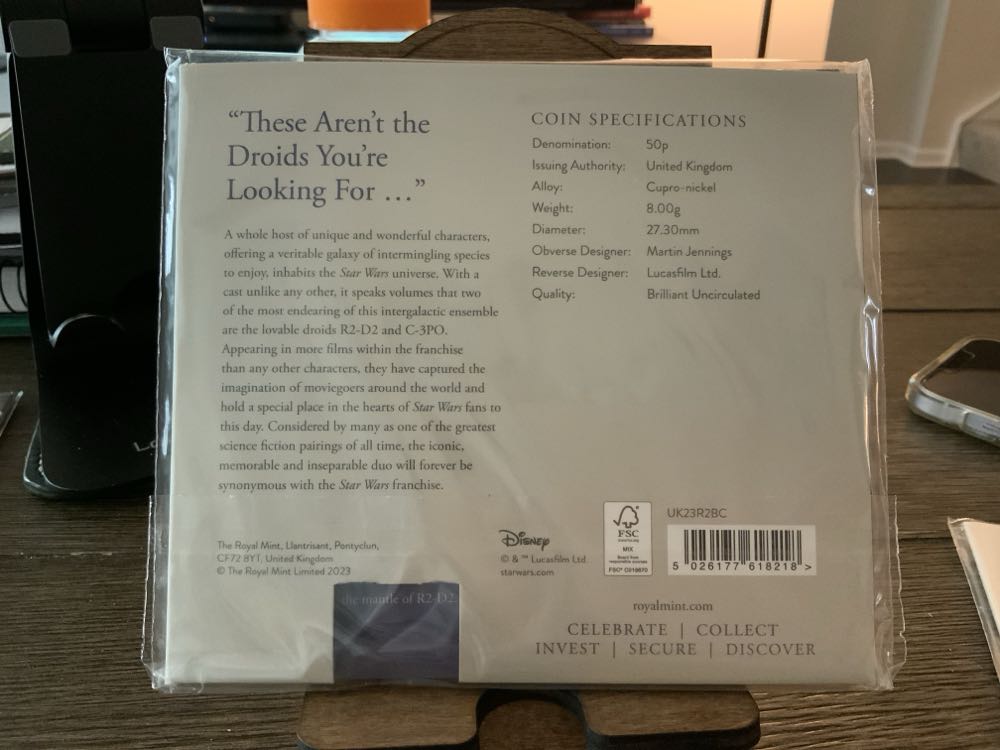 “These Aren’t the
Droids You’re
Looking For …”
A whole host of unique and wonderful characters,
offering a veritable galaxy of intermingling species
to enjoy, inhabits the Star Wars universe. With a
cast unlike any other, it speaks volumes that two
of the most endearing of this intergalactic ensemble
are the lovable droids R2-D2 and C-3PO.
Appearing in more films within the franchise
than any other characters, they have captured the
imagination of moviegoers around the world and
hold a special place in the hearts of Star Wars fans to
this day. Considered by many as one of the greatest
science fiction pairings of all time, the iconic,
memorable and inseparable duo will forever be
synonymous with the Star Wars franchise.
COIN SPECIFICATIONS
Denomination: 50p
Issuing Authority: United Kingdom
Alloy: Cupro-nickel
Weight: 8.00g
Diameter: 27.30mm
Obverse Designer: Martin Jennings
Reverse Designer: Lucasfilm Ltd.
Quality: Brilliant Uncirculated
The Royal Mint, Llantrisant, Pontyclun,
CF72 8YT, United Kingdom
© The Royal Mint Limited 2023
the mantle of R2-D2.
Disney
© & ™ Lucasfilm Ltd.
starwars.com
FSC
MIX
Board from
responsible sources
UK23R2BC
5 026177 618218 >
royalmint.com
CELEBRATE | COLLECT
INVEST | SECURE | DISCOVER